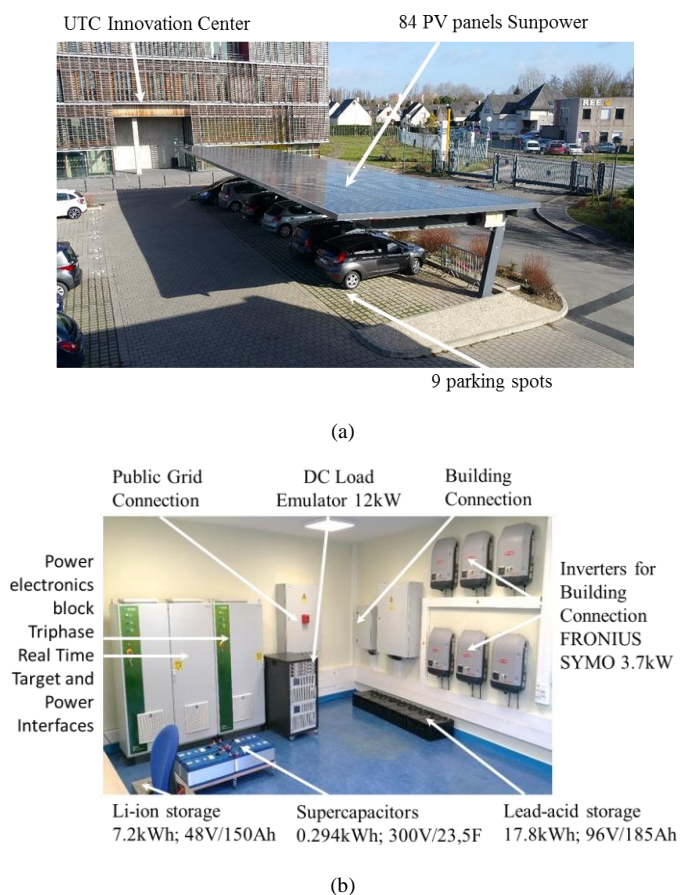 UTC Innovation Center
84 PV panels Sunpower
REE
9 parking spots
(a)
Public Grid
Connection
DC Load
Emulator 12kW
Building
Connection
Power
electronics
block
Triphase
Real Time
Target and
Power
Interfaces
Inverters for
Building
Connection
FRONIUS
SYMO 3.7kW
Li-ion storage
7.2kWh; 48V/150Ah
Supercapacitors
0.294kWh; 300V/23,5F
Lead-acid storage
17.8kWh; 96V/185Ah
(b)